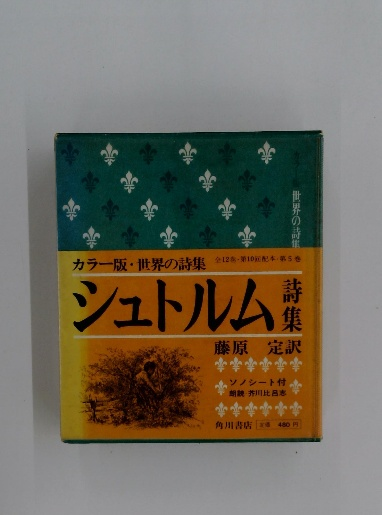 世界の詩集
カラー版・世界の詩集
全12巻・第10回配本・第5巻
シュトルム
詩集
藤原 定訳
ソノシート付
朗読 芥川比呂志
角川書店
定価 480円